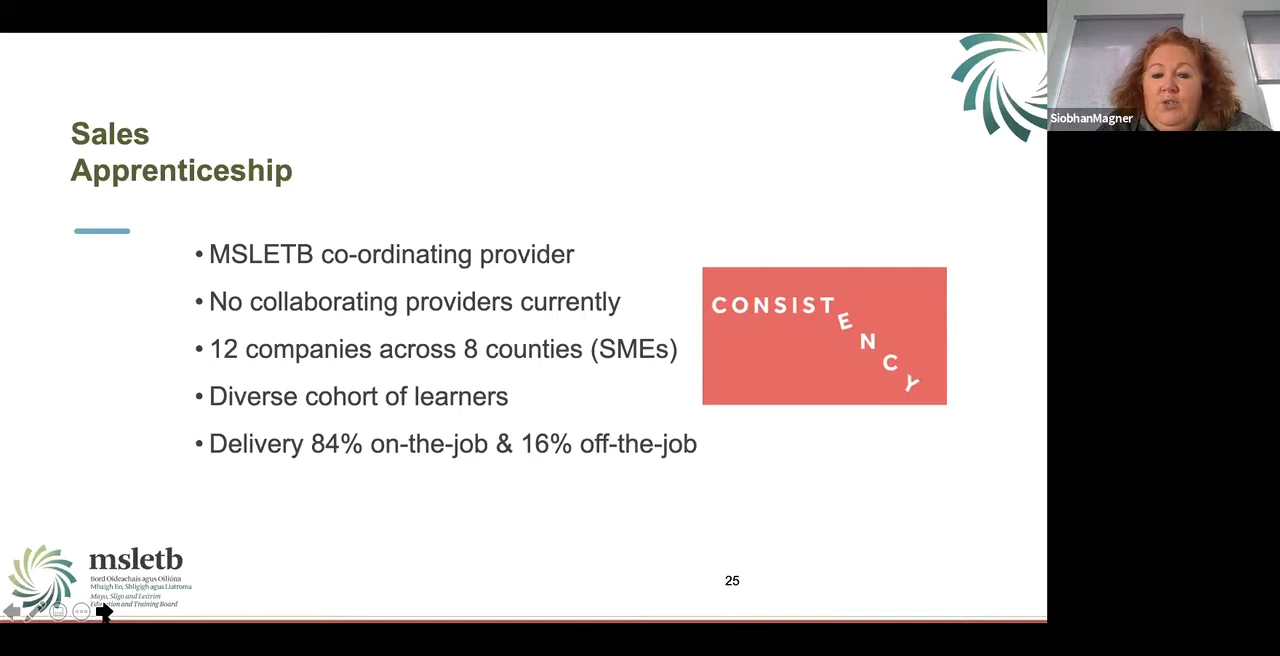 Sales
Apprenticeship
• MSLETB co-ordinating provider
• No collaborating providers currently
• 12 companies across 8 counties (SMEs)
• Diverse cohort of learners
• Delivery 84% on-the-job & 16% off-the-job
CONSISTENCY
SiobhanMagner
msletb
Bord Oideachais agus Oiliúna
Mhaigh Eo, Shligigh agus Liatroma
Mayo, Sligo and Leitrim
Education and Training Board
25